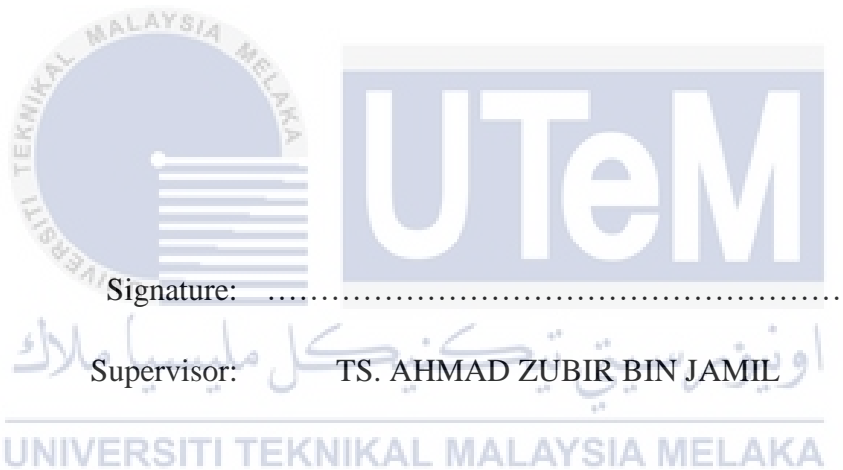 UNIVERSITI TEKNIKAL MALAYSIA MELAKA
UTeM
Signature: ……………………………………………
اونيورسيتي تيكنيكل مليسيا ملاك
Supervisor: TS. AHMAD ZUBIR BIN JAMIL
UNIVERSITI TEKNIKAL MALAYSIA MELAKA